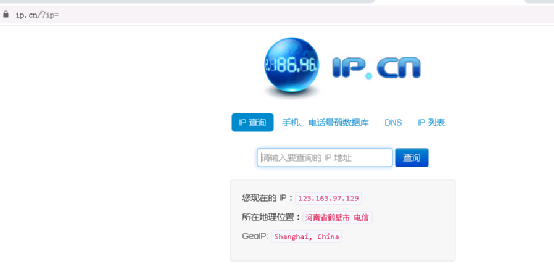 ip.cn/?ip=
186.96.
IP.CN
IP 查询 手机、电话号码数据库 DNS IP 列表
请输入要查询的 IP 地址 查询
您现在的 IP：123.163.97.129
所在地理位置：河南省鹤壁市 电信
GeoIP: Shanghai, China